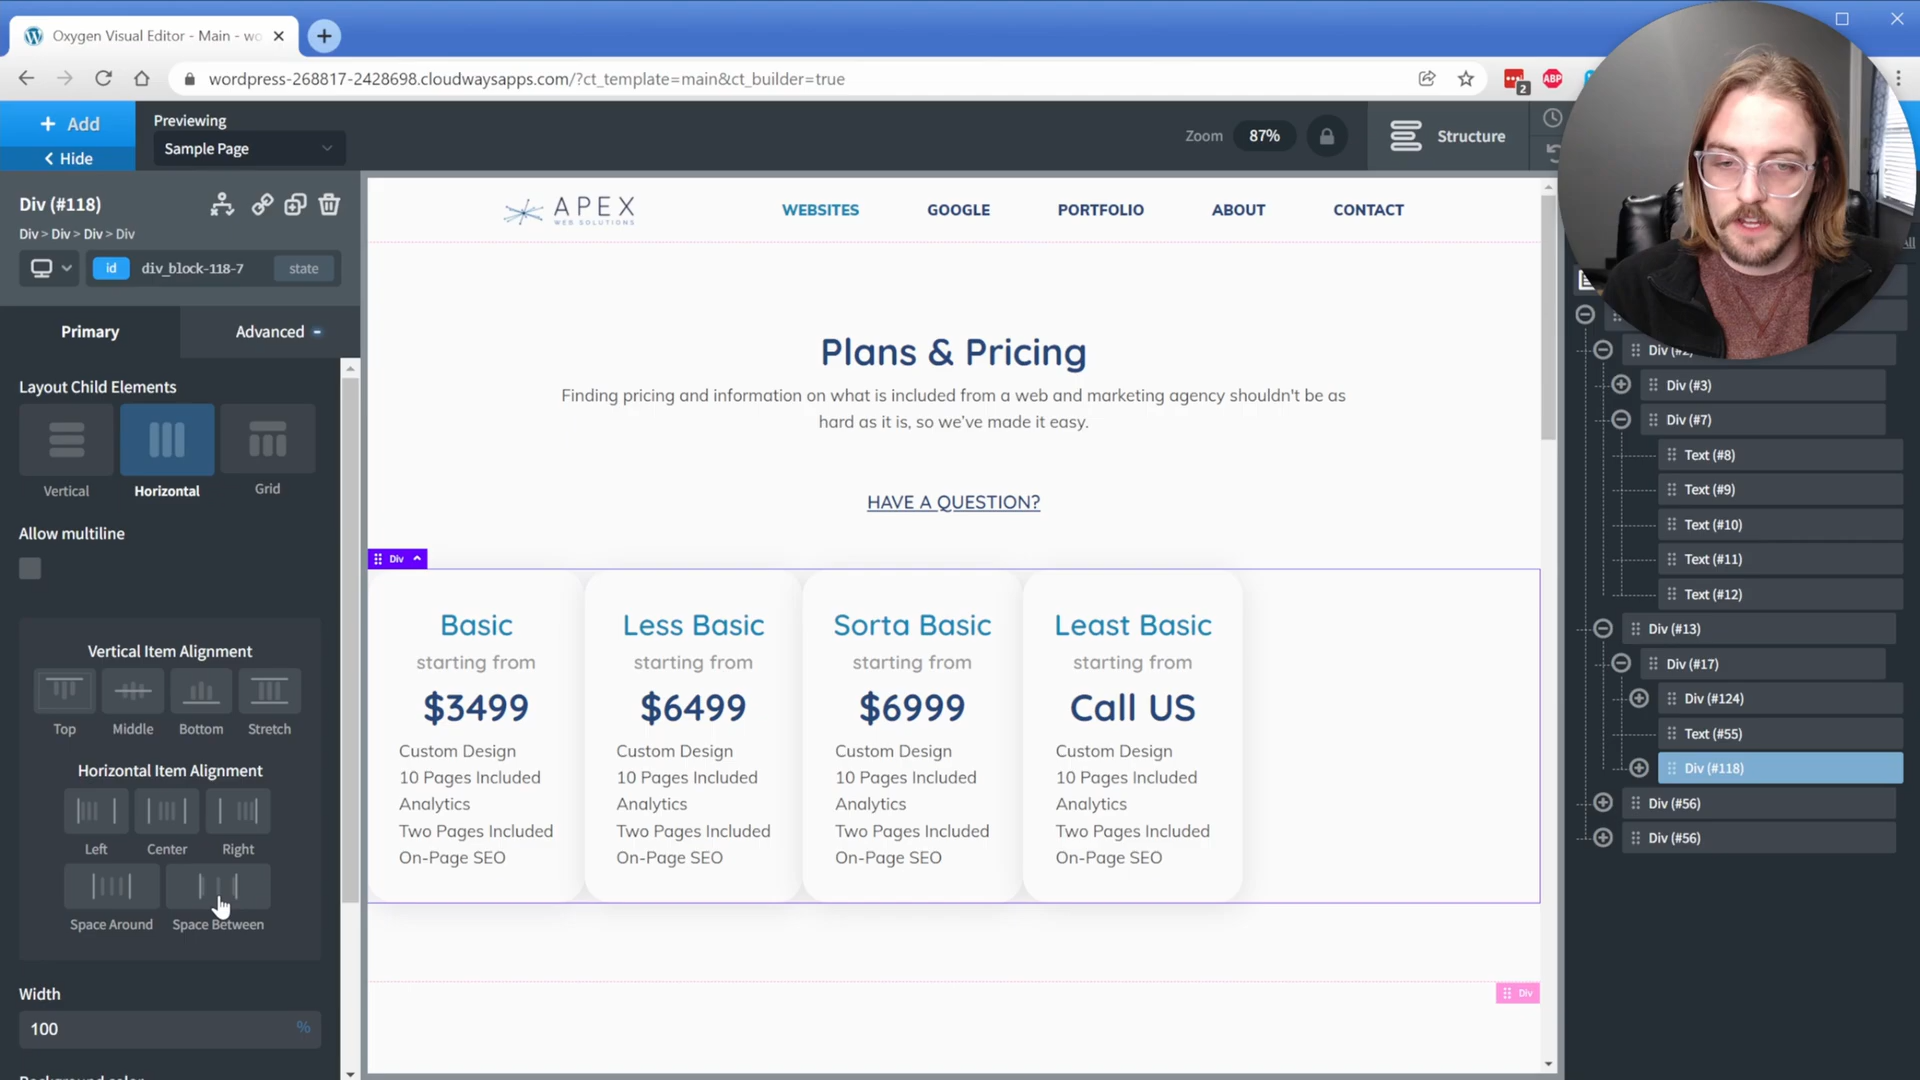 Oxygen Visual Editor - Main - wo
wordpress-268817-2428698.cloudwaysapps.com/?ct_template=main&ct_builder=true
2
ABP
+ Add
Hide
Previewing
Sample Page
Zoom
87%
Structure
Div (#118)
Div > Div > Div > Div
id
div_block-118-7
state
Primary
Advanced
Layout Child Elements
Vertical
Horizontal
Grid
Allow multiline
Vertical Item Alignment
Top
Middle
Bottom
Stretch
Horizontal Item Alignment
Left
Center
Right
Space Around
Space Between
Width
100
%
Background color
APEX
WEB SOLUTIONS
WEBSITES
GOOGLE
PORTFOLIO
ABOUT
CONTACT
Plans & Pricing
Finding pricing and information on what is included from a web and marketing agency shouldn't be as
hard as it is, so we've made it easy.
HAVE A QUESTION?
Div
Basic
starting from
$3499
Custom Design
10 Pages Included
Analytics
Two Pages Included
On-Page SEO
Less Basic
starting from
$6499
Custom Design
10 Pages Included
Analytics
Two Pages Included
On-Page SEO
Sorta Basic
starting from
$6999
Custom Design
10 Pages Included
Analytics
Two Pages Included
On-Page SEO
Least Basic
starting from
Call US
Custom Design
10 Pages Included
Analytics
Two Pages Included
On-Page SEO
Div
Div (#2)
Div (#3)
Div (#7)
Text (#8)
Text (#9)
Text (#10)
Text (#11)
Text (#12)
Div (#13)
Div (#17)
Div (#124)
Text (#55)
Div (#118)
Div (#56)
Div (#56)